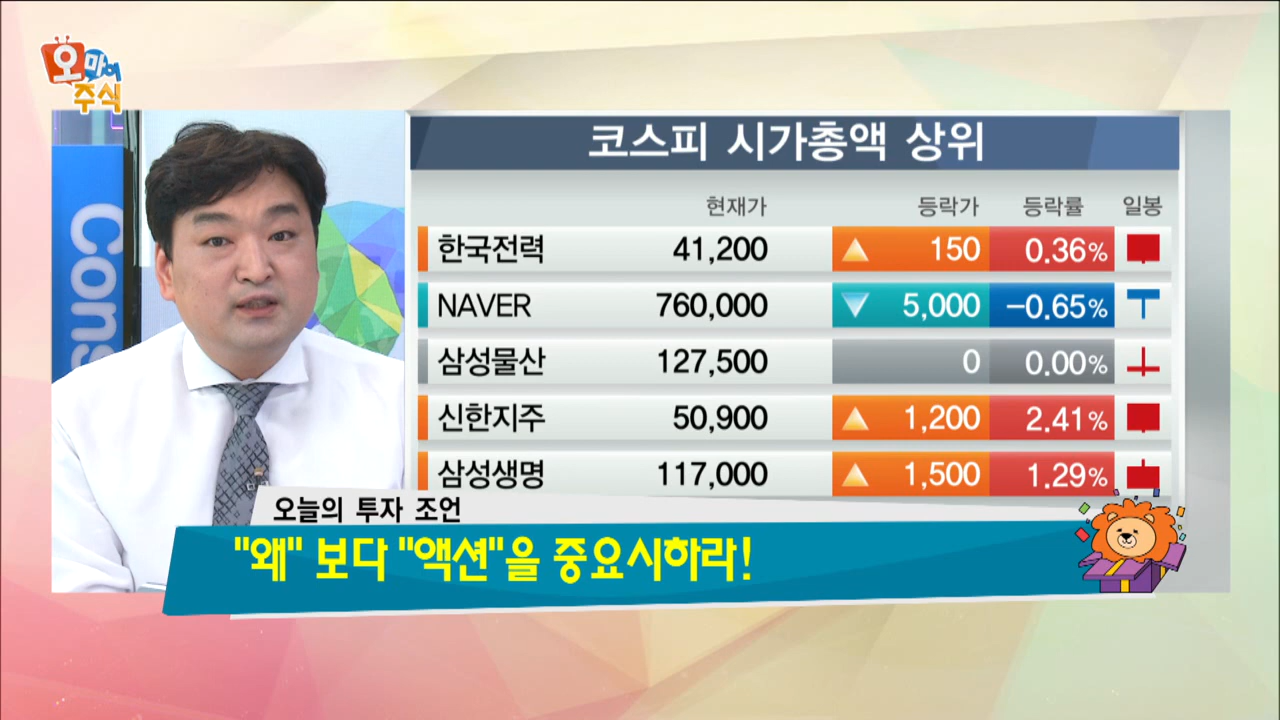 오마이
주식
Cons
코스피 시가총액 상위
현재가 등락가 등락률 일봉
한국전력 41,200 150 0.36%
NAVER 760,000 5,000 -0.65%
삼성물산 127,500 0 0.00%
신한지주 50,900 1,200 2.41%
삼성생명 117,000 1,500 1.29%
오늘의 투자 조언
"왜" 보다 "액션"을 중요시하라!